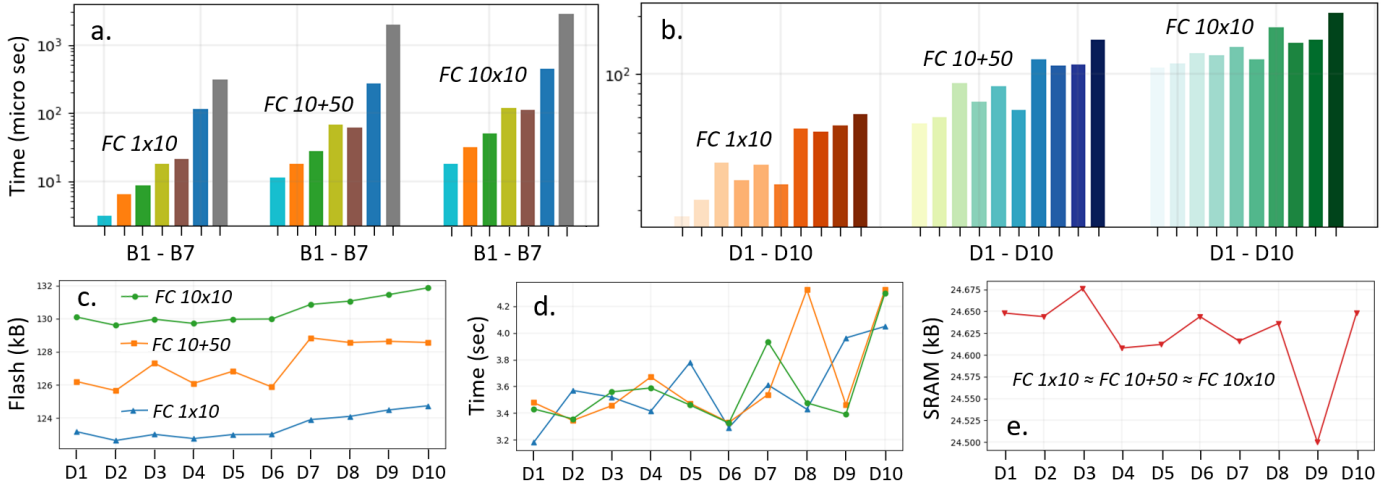 a.
Time (micro sec)
10³
10²
10¹
FC 1x10
FC 10+50
FC 10x10
B1 - B7
B1 - B7
B1 - B7
b.
10²
FC 1x10
FC 10+50
FC 10x10
D1 - D10
D1 - D10
D1 - D10
c.
Flash (kB)
132
130
128
126
124
FC 10x10
FC 10+50
FC 1x10
D1 D2 D3 D4 D5 D6 D7 D8 D9 D10
d.
Time (sec)
4.2
4.0
3.8
3.6
3.4
3.2
D1 D2 D3 D4 D5 D6 D7 D8 D9 D10
SRAM (kB)
24.675
24.650
24.625
24.600
24.575
24.550
24.525
24.500
FC 1x10 ≈ FC 10+50 ≈ FC 10x10
e.
D1 D2 D3 D4 D5 D6 D7 D8 D9 D10